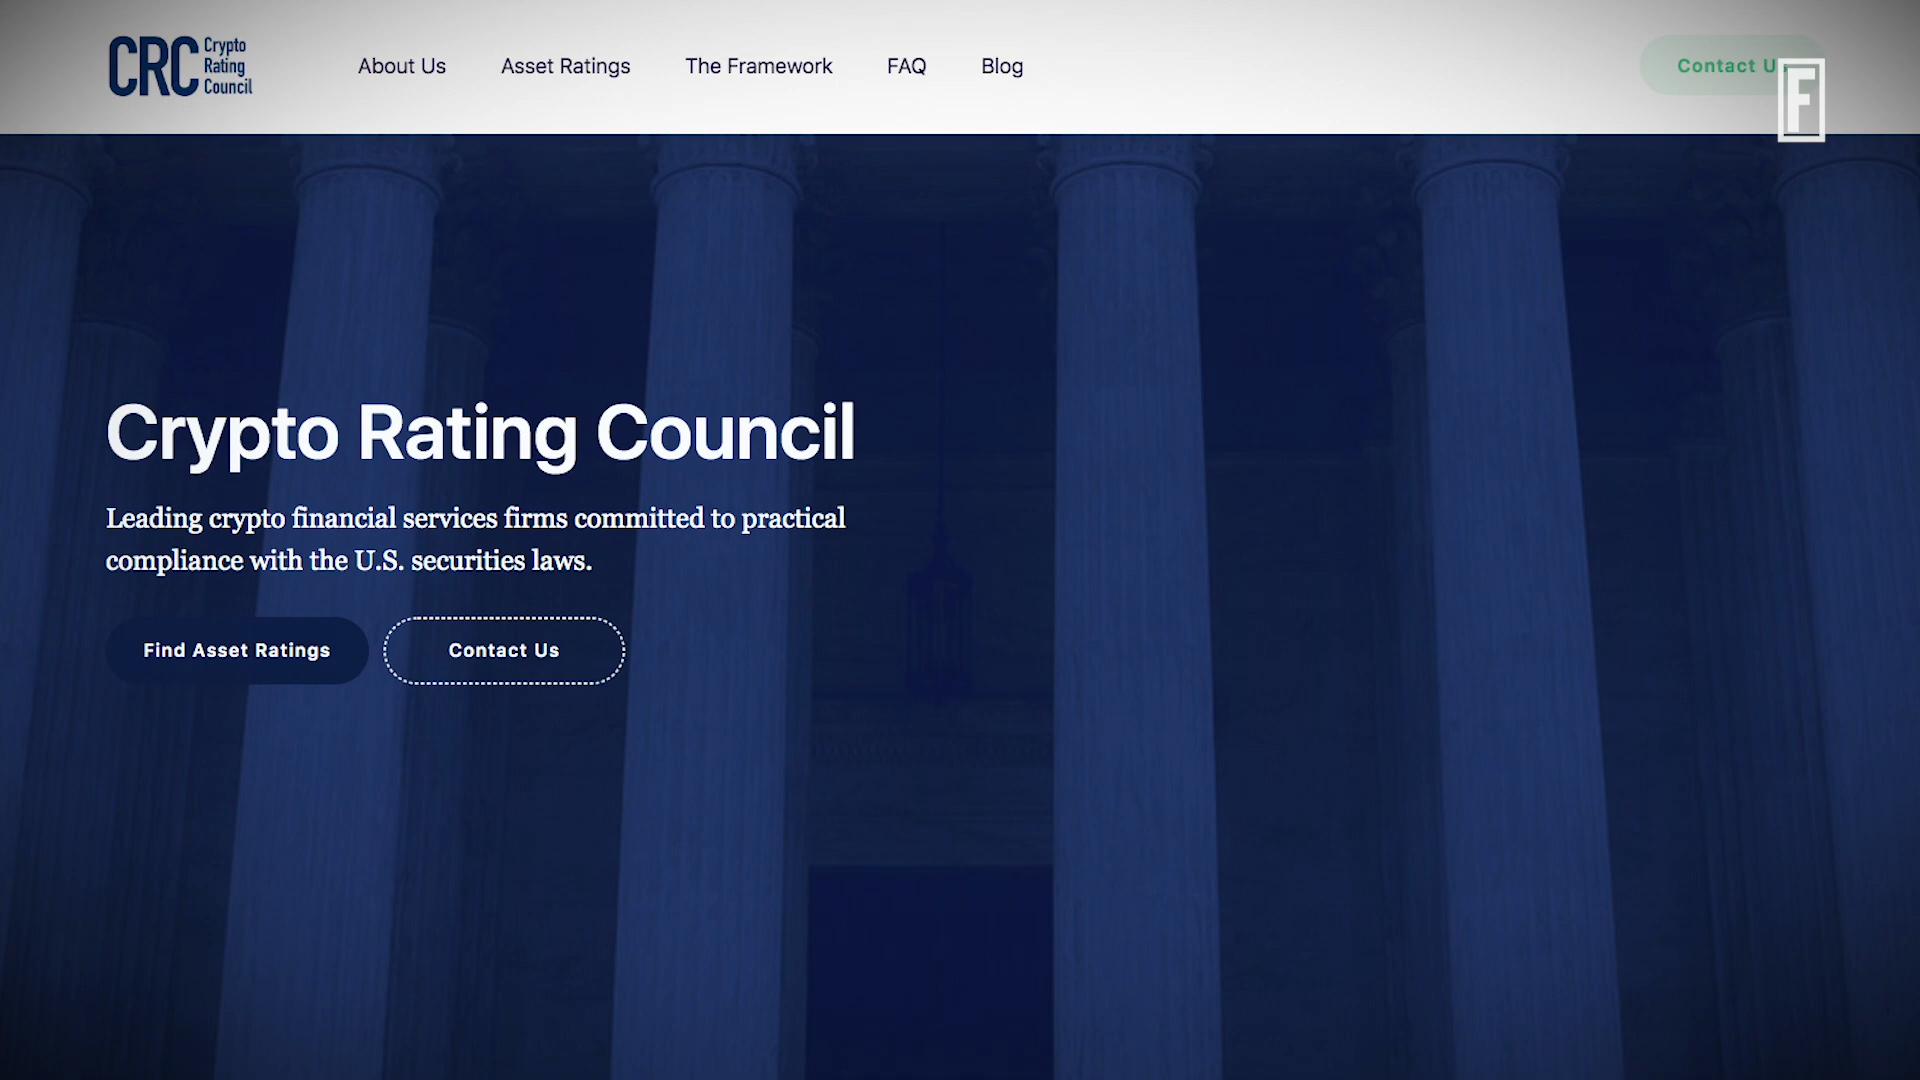 CRC
Crypto
Rating
Council
About Us
Asset Ratings
The Framework
FAQ
Blog
Contact Us
F
Crypto Rating Council
Leading crypto financial services firms committed to practical
compliance with the U.S. securities laws.
Find Asset Ratings
Contact Us